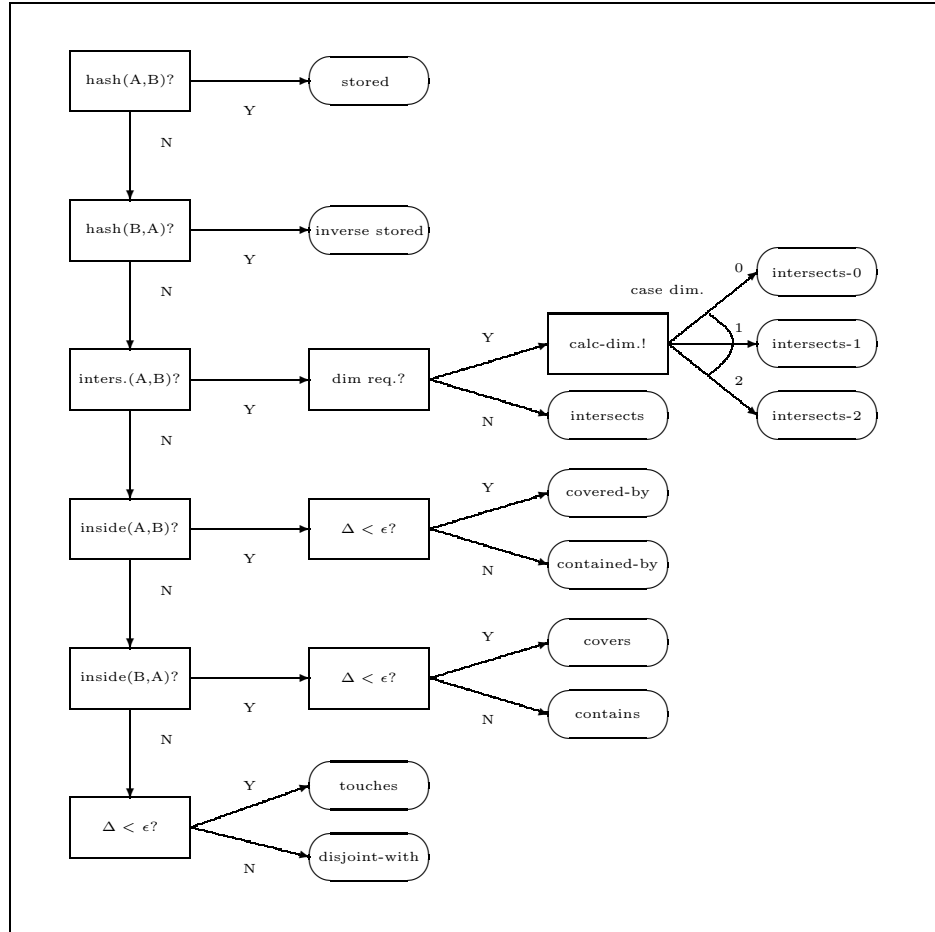 hash(A,B)?
Y
stored
N
hash(B,A)?
Y
inverse stored
N
inters.(A,B)?
Y
dim req.?
Y
calc-dim.!
case dim.
0
intersects-0
1
intersects-1
2
intersects-2
N
intersects
N
inside(A,B)?
Y
Δ < ϵ?
Y
covered-by
N
contained-by
N
inside(B,A)?
Y
Δ < ϵ?
Y
covers
N
contains
N
Δ < ϵ?
Y
touches
N
disjoint-with